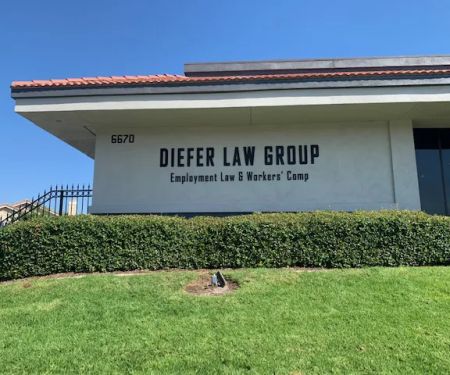 6670
DIEFER LAW GROUP
Employment Law & Workers' Comp